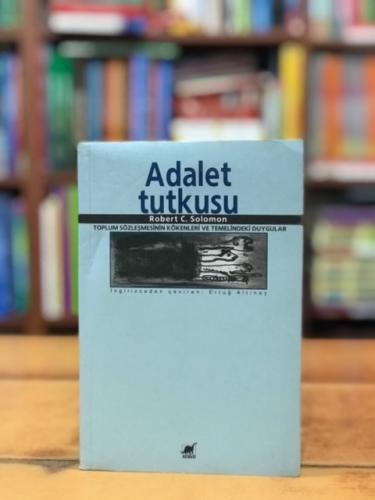 Adalet
tutkusu
Robert C. Solomon
TOPLUM SÖZLEŞMESİNİN KÖKENLERİ VE TEMELİNDEKİ DUYGULAR
İngilizceden çeviren: Ertuğ Altınay